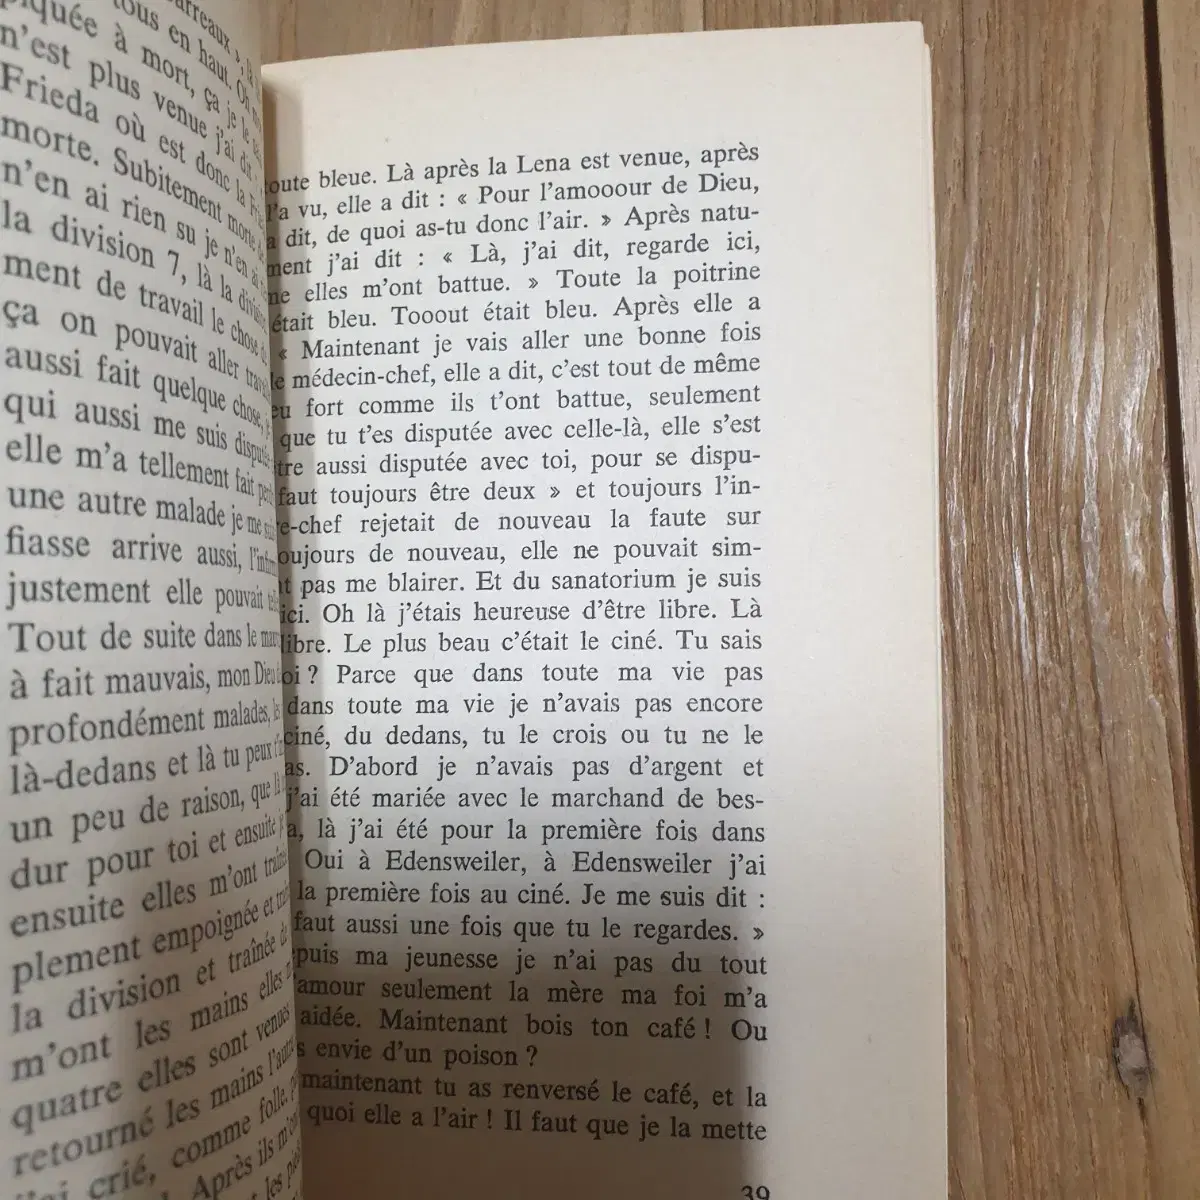 arreaux »,
tous en haut. On
piquée à mort, ça je le
n'est plus venue j'ai dit
Frieda où est donc la
morte. Subitement morte
n'en ai rien su je n'en ai
la division 7, là la
ment de travail le chose
ça on pouvait aller
aussi fait quelque chose,
qui aussi me suis
elle m'a tellement fait
une autre malade je me
fiasse arrive aussi,
justement elle pouvait
Tout de suite dans le
à fait mauvais, mon Dieu
profondément malades,
là-dedans et là tu peux
un peu de raison, que
dur pour toi et ensuite
ensuite elles m'ont
plement empoignée et
la division et traînée
m'ont les mains elles
quatre elles sont venues
retourné les mains
crié, comme folle.
Après ils
oute bleue. Là après la Lena est venue, après
l'a vu, elle a dit : « Pour l'amooour de Dieu,
a dit, de quoi as-tu donc l'air. » Après natu-
ment j'ai dit : « Là, j'ai dit, regarde ici,
me elles m'ont battue. » Toute la poitrine
était bleu. Tooout était bleu. Après elle a
« Maintenant je vais aller une bonne fois
le médecin-chef, elle a dit, c'est tout de même
eu fort comme ils t'ont battue, seulement
que tu t'es disputée avec celle-là, elle s'est
tre aussi disputée avec toi, pour se dispu-
faut toujours être deux » et toujours l'in-
e-chef rejetait de nouveau la faute sur
oujours de nouveau, elle ne pouvait sim-
t pas me blairer. Et du sanatorium je suis
ici. Oh là j'étais heureuse d'être libre. Là
libre. Le plus beau c'était le ciné. Tu sais
oi ? Parce que dans toute ma vie pas
dans toute ma vie je n'avais pas encore
ciné, du dedans, tu le crois ou tu ne le
as. D'abord je n'avais pas d'argent et
j'ai été mariée avec le marchand de bes-
a, là j'ai été pour la première fois dans
Oui à Edensweiler, à Edensweiler j'ai
la première fois au ciné. Je me suis dit :
faut aussi une fois que tu le regardes. »
puis ma jeunesse je n'ai pas du tout
amour seulement la mère ma foi m'a
aidée. Maintenant bois ton café ! Ou
s envie d'un poison ?
maintenant tu as renversé le café, et la
quoi elle a l'air ! Il faut que je la mette
39